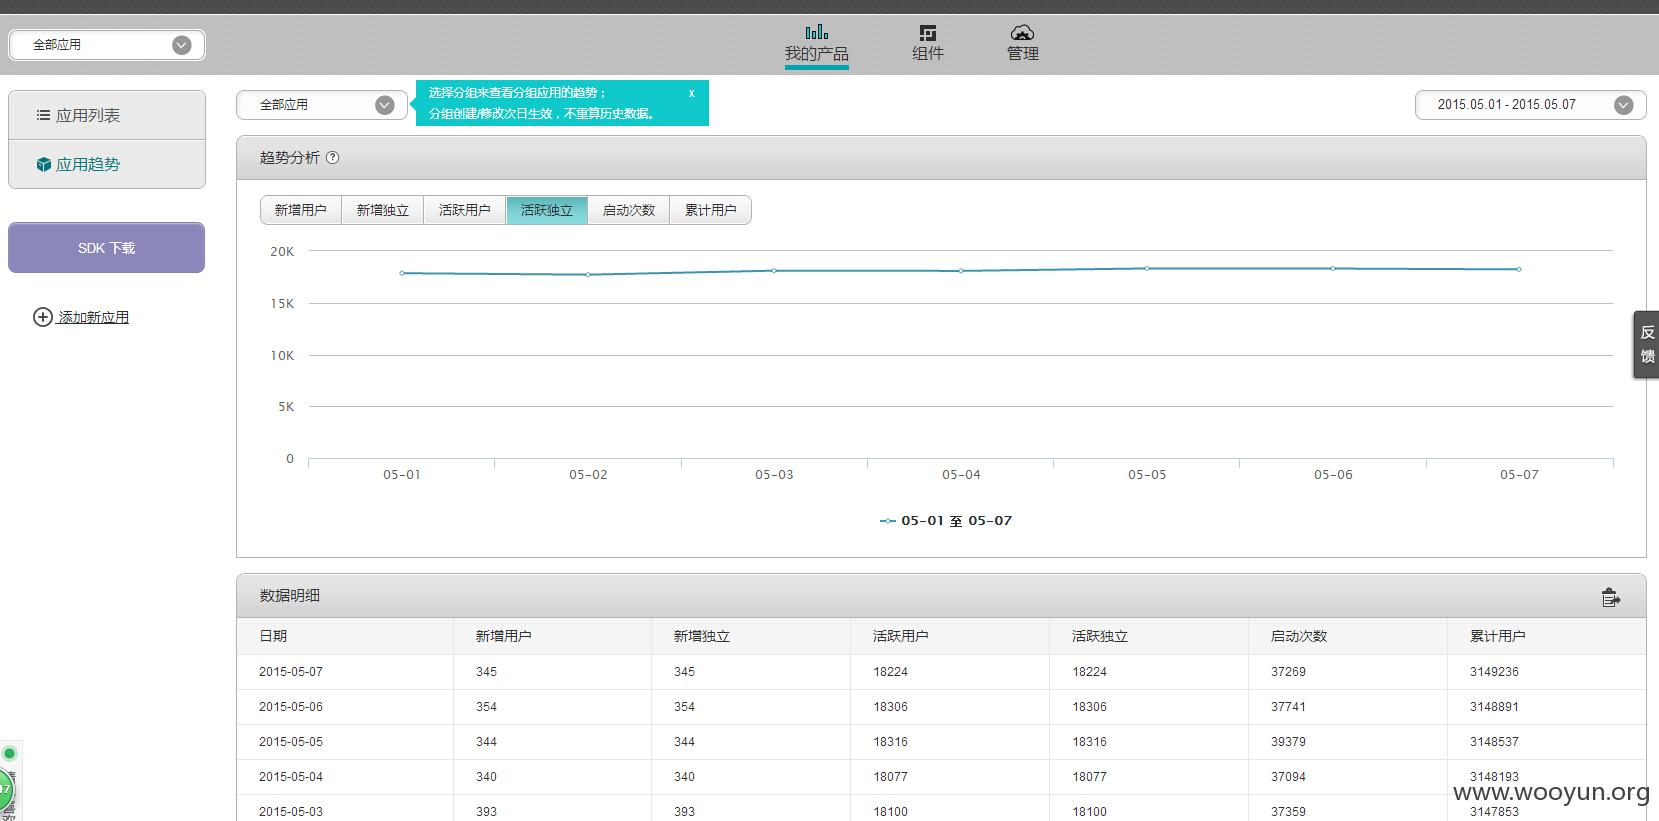 全部应用
我的产品
组件
管理
应用列表
应用趋势
SDK 下载
添加新应用
全部应用
选择分组来查看分组应用的趋势；
x
分组创建/修改次日生效，不重算历史数据。
2015.05.01 - 2015.05.07
趋势分析 ?
新增用户 新增独立 活跃用户 活跃独立 启动次数 累计用户
20K
15K
10K
5K
0
05-01 05-02 05-03 05-04 05-05 05-06 05-07
05-01 至 05-07
反
馈
数据明细
日期 新增用户 新增独立 活跃用户 活跃独立 启动次数 累计用户
2015-05-07 345 345 18224 18224 37269 3149236
2015-05-06 354 354 18306 18306 37741 3148891
2015-05-05 344 344 18316 18316 39379 3148537
2015-05-04 340 340 18077 18077 37094 3148193
2015-05-03 393 393 18100 18100 37359 3147853
www.wooyun.org